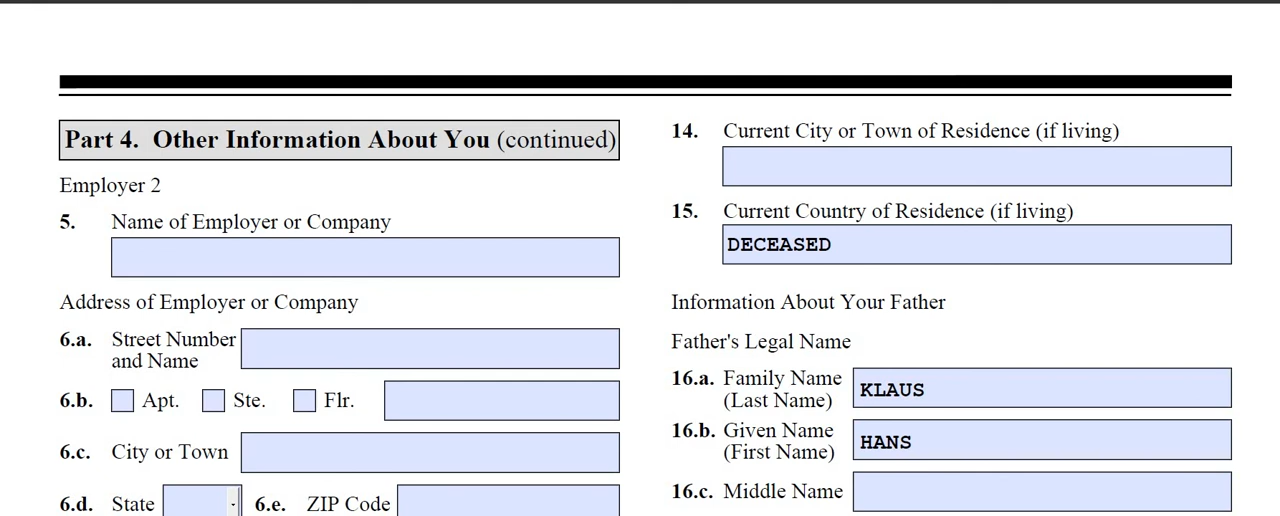 Part 4. Other Information About You (continued)
Employer 2
5. Name of Employer or Company
Address of Employer or Company
6.a. Street Number
and Name
6.b. Apt. Ste. Flr.
6.c. City or Town
6.d. State 6.e. ZIP Code
14. Current City or Town of Residence (if living)
15. Current Country of Residence (if living)
DECEASED
Information About Your Father
Father's Legal Name
16.a. Family Name
(Last Name) KLAUS
16.b. Given Name
(First Name) HANS
16.c. Middle Name